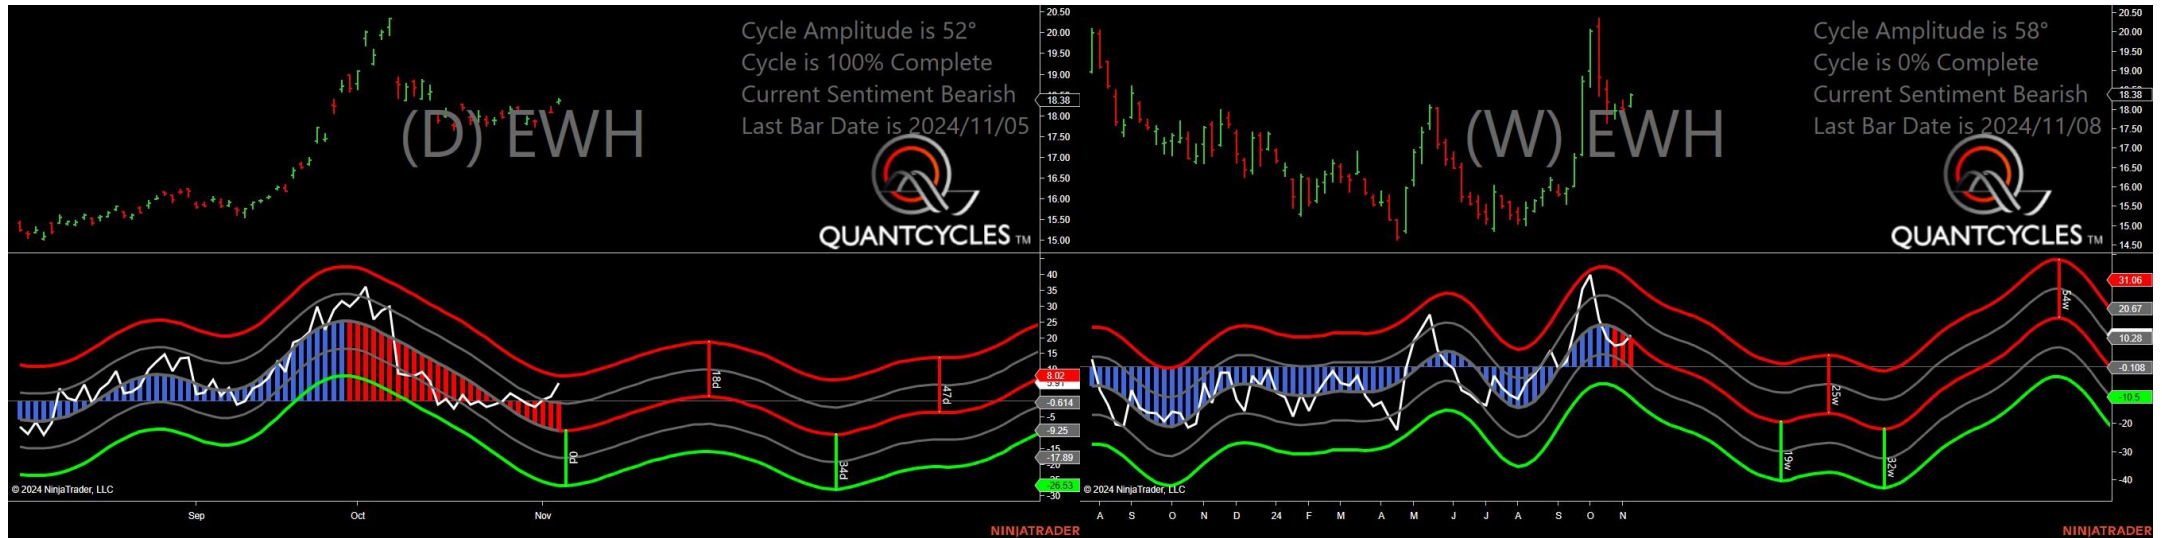 Cycle Amplitude is 52°
Cycle is 100% Complete
Current Sentiment Bearish
Last Bar Date is 2024/11/05
(D) EWH
QUANTCYCLES TM
20.50
20.00
19.50
19.00
18.38
18.00
17.50
17.00
16.50
16.00
15.50
15.00
40
35
30
25
20
15
8.02
5.91
-0.614
-5
-9.25
-15
-17.89
-20
-26.53
-30
18d
47d
0d
34d
© 2024 NinjaTrader, LLC
Sep
Oct
Nov
NINJATRADER
Cycle Amplitude is 58°
Cycle is 0% Complete
Current Sentiment Bearish
Last Bar Date is 2024/11/08
(W) EWH
QUANTCYCLES TM
20.50
20.00
19.50
19.00
18.38
18.00
17.50
17.00
16.50
16.00
15.50
15.00
14.50
31.06
20.67
10.28
-0.108
-10.5
-20
-30
-40
54w
25w
19w
32w
© 2024 NinjaTrader, LLC
A S O N D 24 F M A M J J A S O N
NINJATRADER